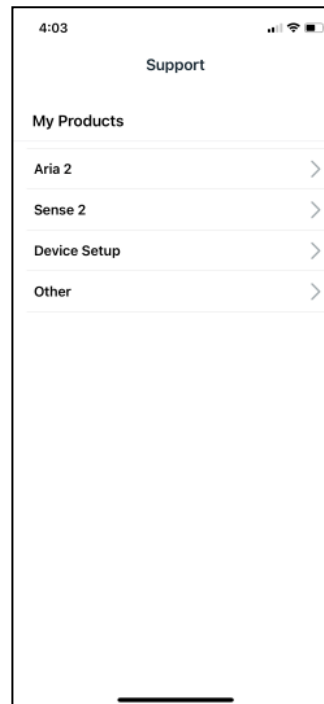 4:03
Support
My Products
Aria 2
Sense 2
Device Setup
Other